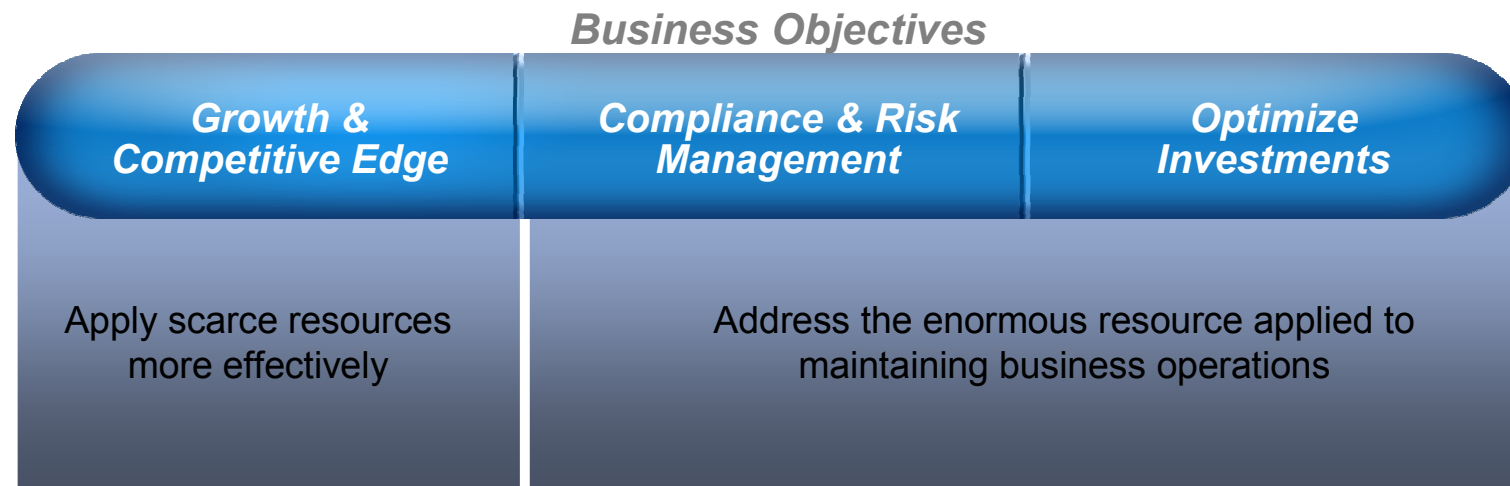 Business Objectives
Growth &
Competitive Edge
Compliance & Risk
Management
Optimize
Investments
Apply scarce resources
more effectively
Address the enormous resource applied to
maintaining business operations